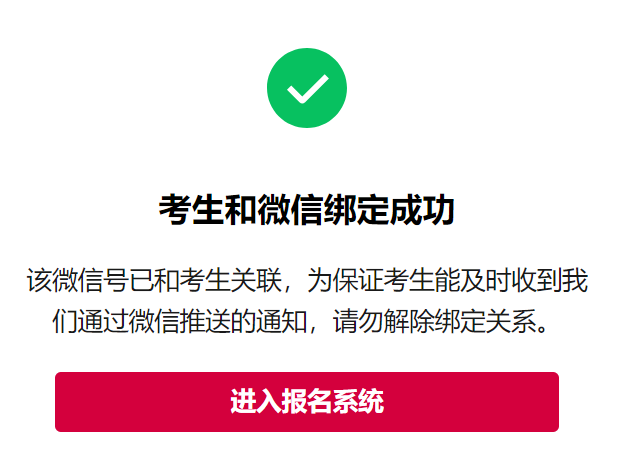 考生和微信绑定成功
该微信号已和考生关联，为保证考生能及时收到我
们通过微信推送的通知，请勿解除绑定关系。
进入报名系统